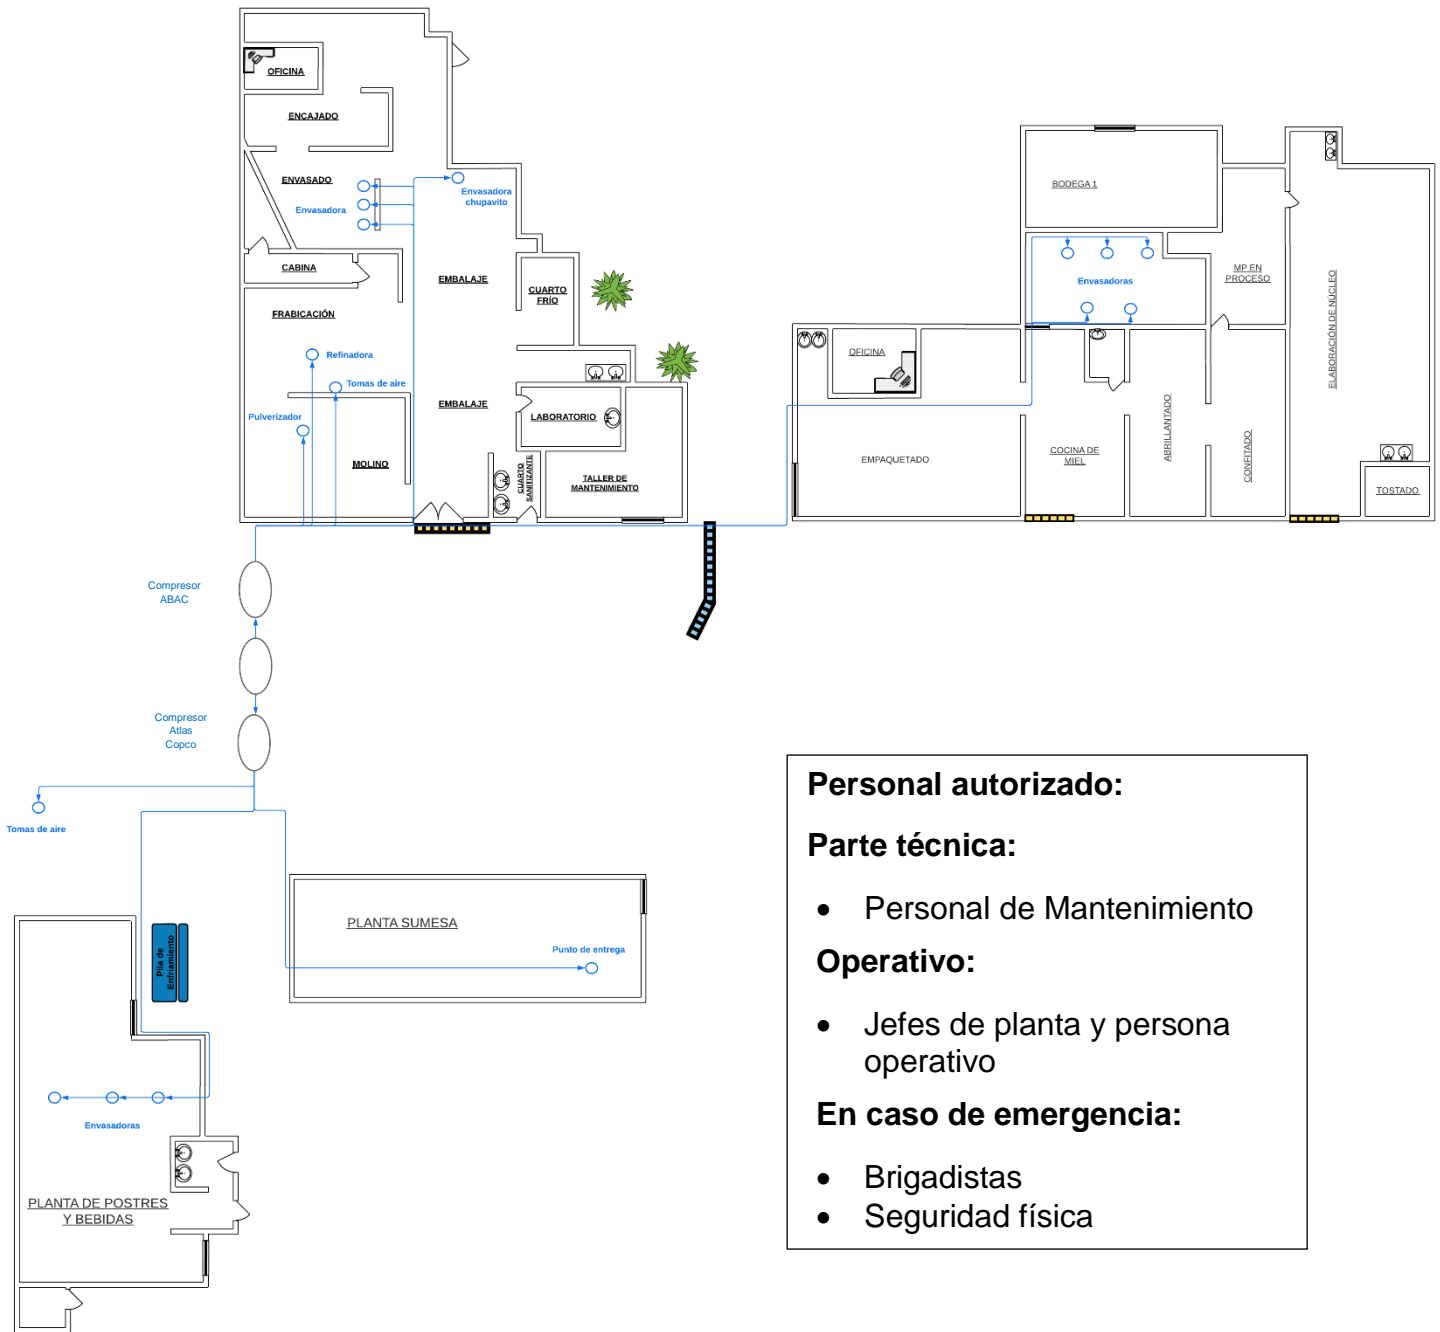 OFICINA
ENCAJADO
ENVASADO
Envasadora
Envasadora
chupavito
CABINA
EMBALAJE
CUARTO
FRÍO
FRABICACIÓN
Refinadora
Tomas de aire
Pulverizador
EMBALAJE
LABORATORIO
MOLINO
CUARTO
SANITIZANTE
TALLER DE
MANTENIMIENTO
BODEGA 1
Envasadoras
MP EN
PROCESO
ELABORACIÓN DE NÚCLEO
OFICINA
EMPAQUETADO
COCINA DE
MIEL
ABRILLANTADO
CONFITADO
TOSTADO
Compresor
ABAC
Compresor
Atlas
Copco
Tomas de aire
PLANTA SUMESA
Punto de entrega
Pila de
Enfriamiento
Envasadoras
PLANTA DE POSTRES
Y BEBIDAS
Personal autorizado:
Parte técnica:
• Personal de Mantenimiento
Operativo:
• Jefes de planta y persona
operativo
En caso de emergencia:
• Brigadistas
• Seguridad física